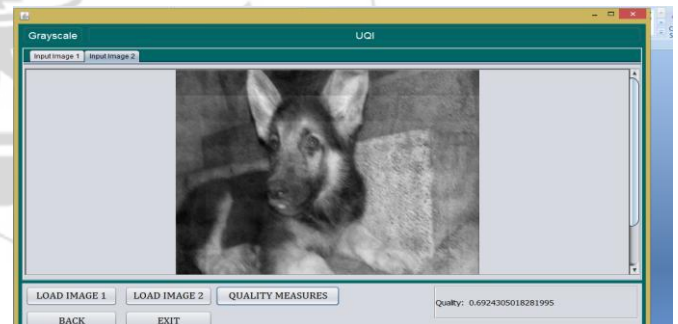 Grayscale UQI
Input Image 1 Input Image 2
LOAD IMAGE 1 LOAD IMAGE 2 QUALITY MEASURES
Quality: 0.6924305018281995
BACK EXIT